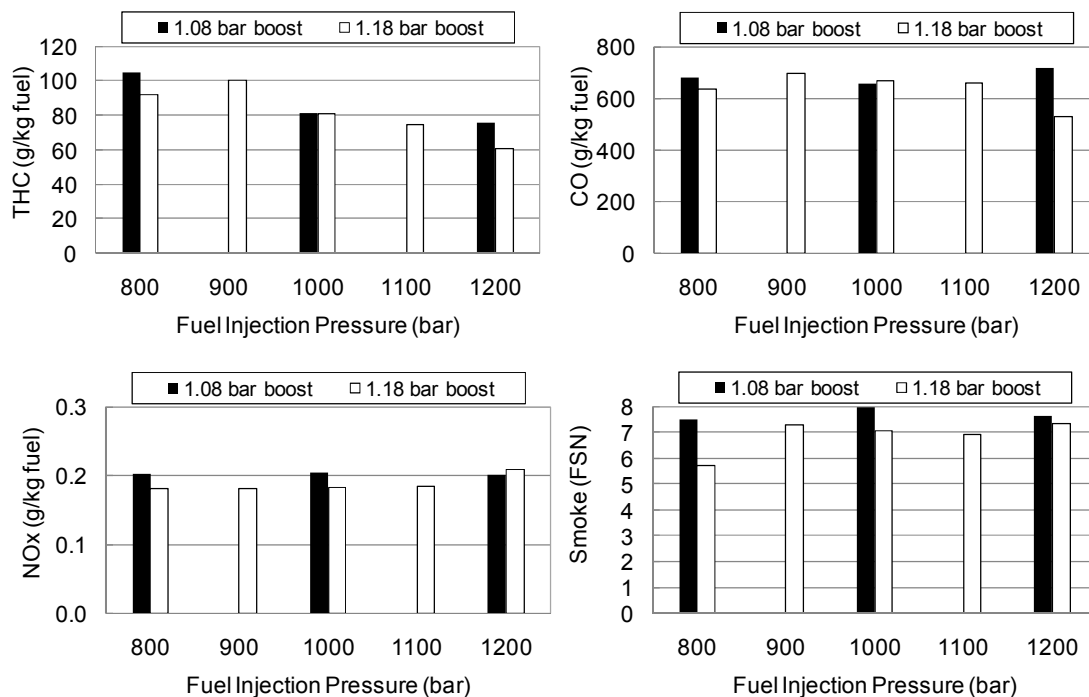 1.08 bar boost 1.18 bar boost
120
100
80
60
40
20
0
THC (g/kg fuel)
800 900 1000 1100 1200
Fuel Injection Pressure (bar)
1.08 bar boost 1.18 bar boost
800
600
400
200
0
CO (g/kg fuel)
800 900 1000 1100 1200
Fuel Injection Pressure (bar)
1.08 bar boost 1.18 bar boost
0.3
0.2
0.1
0.0
NOx (g/kg fuel)
800 900 1000 1100 1200
Fuel Injection Pressure (bar)
1.08 bar boost 1.18 bar boost
8
7
6
5
4
3
2
1
0
Smoke (FSN)
800 900 1000 1100 1200
Fuel Injection Pressure (bar)